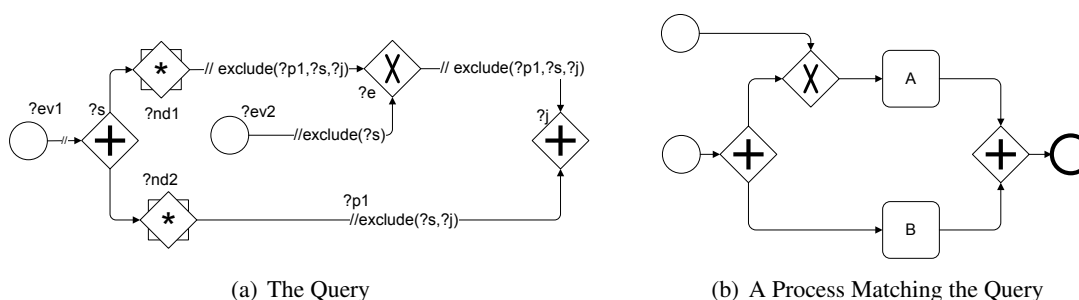 // exclude(?p1,?s,?j)
// exclude(?p1,?s,?j)
*
?e
?ev1
?s
?nd1
?ev2
?j
//
//exclude(?s)
?nd2
*
?p1
//exclude(?s,?j)
(a) The Query
A
B
(b) A Process Matching the Query